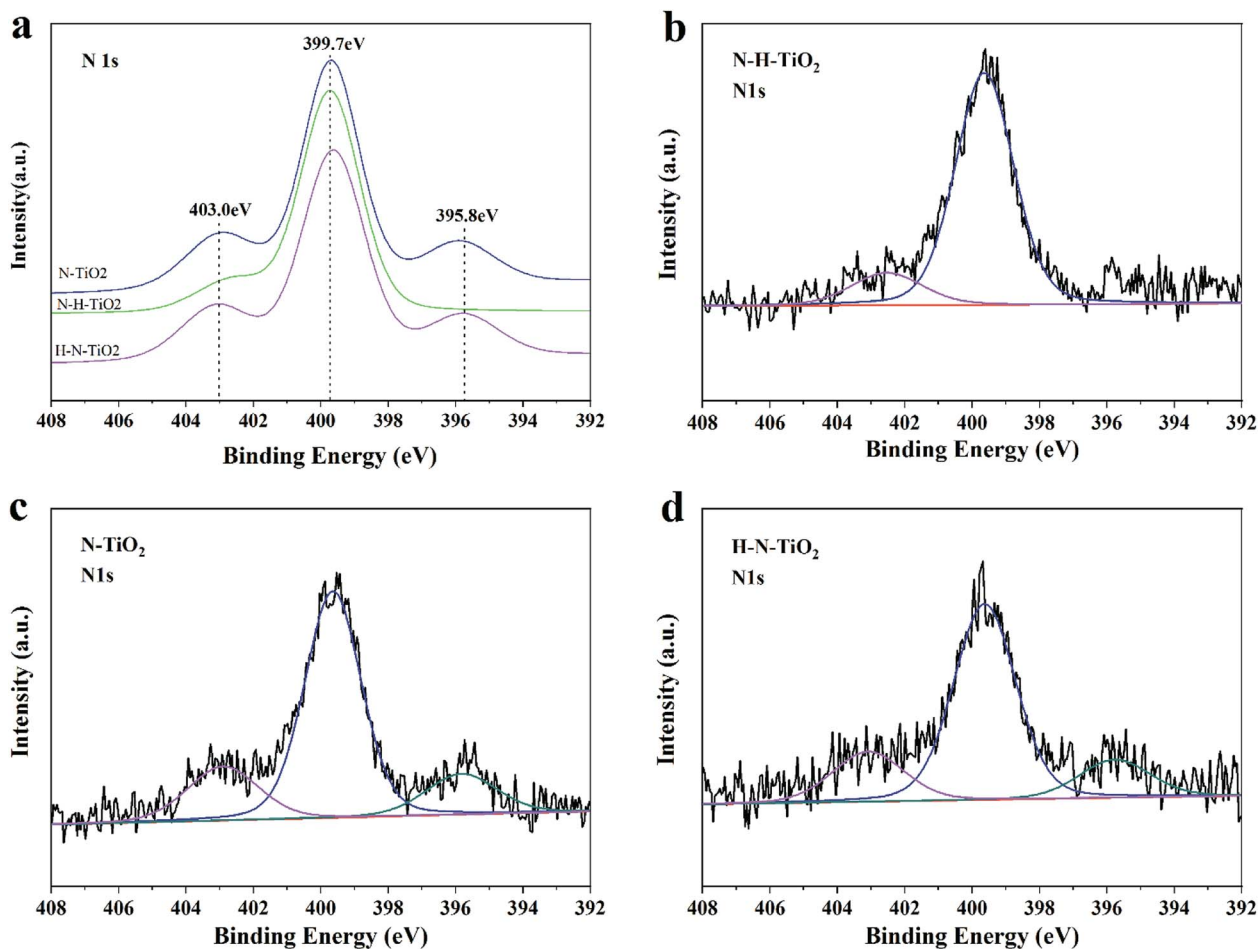 a
N 1s
399.7eV
403.0eV
395.8eV
N-TiO2
N-H-TiO2
H-N-TiO2
Intensity(a.u.)
408 406 404 402 400 398 396 394 392
Binding Energy (eV)
b
N-H-TiO₂
N1s
Intensity (a.u.)
408 406 404 402 400 398 396 394 392
Binding Energy (eV)
c
N-TiO₂
N1s
Intensity (a.u.)
408 406 404 402 400 398 396 394 392
Binding Energy (eV)
d
H-N-TiO₂
N1s
Intensity (a.u.)
408 406 404 402 400 398 396 394 392
Binding Energy (eV)